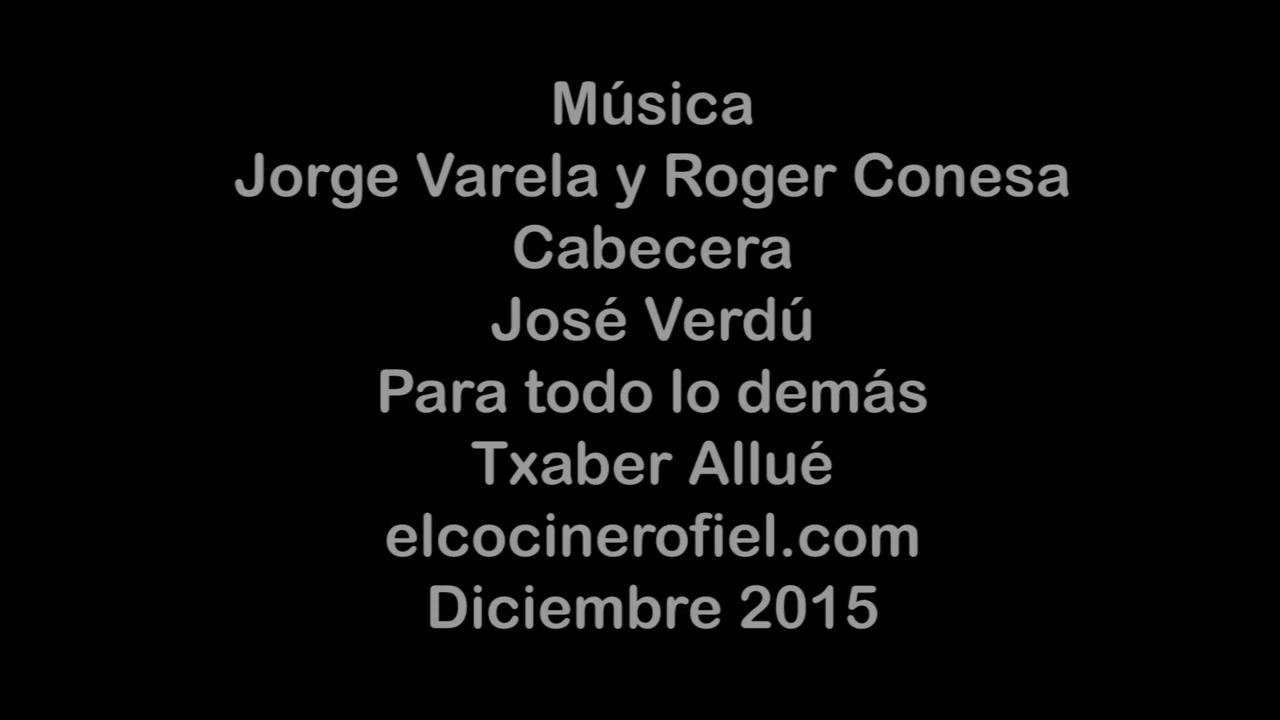 Música
Jorge Varela y Roger Conesa
Cabecera
José Verdú
Para todo lo demás
Txaber Allué
elcocinerofiel.com
Diciembre 2015